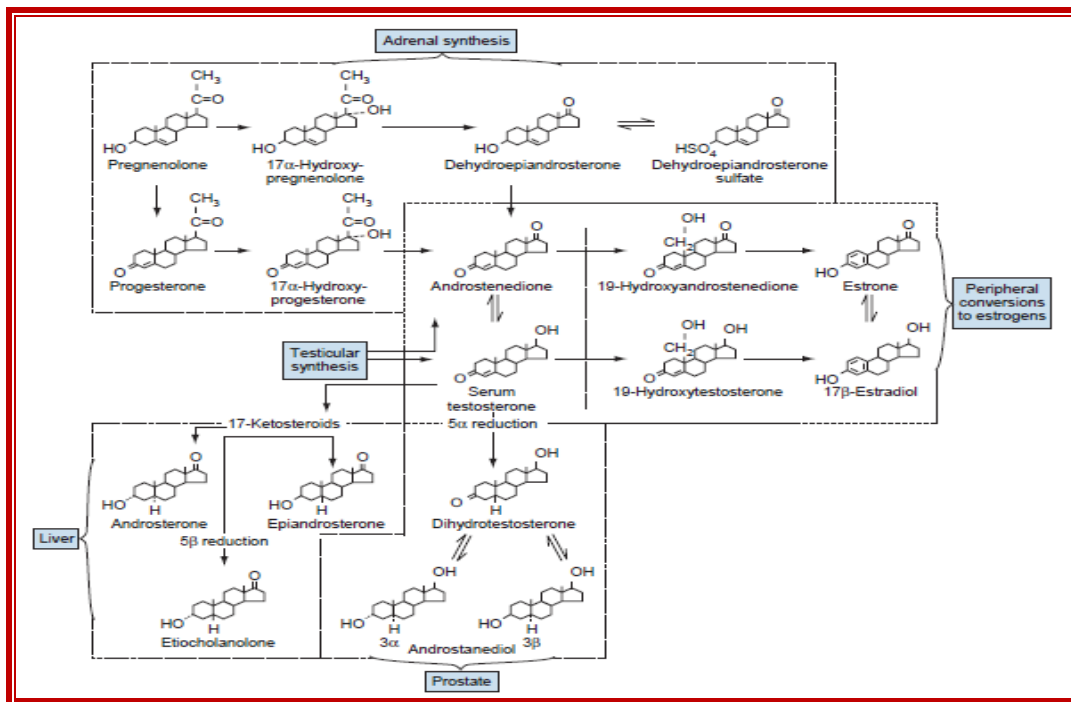 Adrenal synthesis
CH₃
C=O
HO
Pregnenolone
CH₃
C=O
OH
HO
17α-Hydroxy-
pregnenolone
O
HO
Dehydroepiandrosterone
O
HSO₄
Dehydroepiandrosterone
sulfate
CH₃
C=O
O
Progesterone
CH₃
C=O
OH
O
17α-Hydroxy-
progesterone
O
O
Androstenedione
OH
CH₂
O
O
19-Hydroxyandrostenedione
O
HO
Estrone
Peripheral
conversions
to estrogens
Testicular
synthesis
OH
O
Serum
testosterone
OH
CH₂
OH
O
19-Hydroxytestosterone
OH
HO
17β-Estradiol
17-Ketosteroids
5α reduction
O
HO
H
Androsterone
O
HO
H
Epiandrosterone
OH
O
H
Dihydrotestosterone
Liver
5β reduction
O
HO
H
Etiocholanolone
OH
HO
H
3α
OH
HO
H
3β
Androstanediol
Prostate